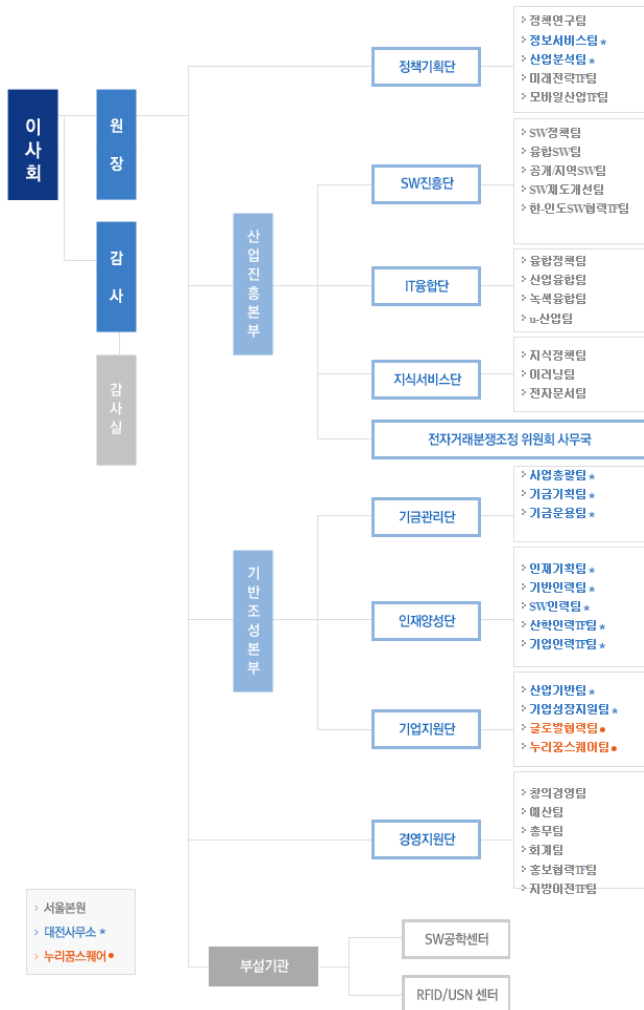 이사회
원장
감사
감사실
정책기획단
> 정책연구팀
> 정보서비스팀 *
> 산업분석팀 *
> 미래전략TF팀
> 모바일산업TF팀
산업진흥본부
SW진흥단
> SW정책팀
> 융합SW팀
> 공개/지역SW팀
> SW제도개선팀
> 한-인도SW협력TF팀
IT융합단
> 융합정책팀
> 산업융합팀
> 녹색융합팀
> u-산업팀
지식서비스단
> 지식정책팀
> 이러닝팀
> 전자문서팀
전자거래분쟁조정 위원회 사무국
기반조성본부
기금관리단
> 사업총괄팀 *
> 기금기획팀 *
> 기금운용팀 *
인재양성단
> 인재기획팀 *
> 기반인력팀 *
> SW인력팀 *
> 산학인력TF팀 *
> 기업인력TF팀 *
기업지원단
> 산업기반팀 *
> 기업성장지원팀 *
> 글로벌협력팀 ●
> 누리꿈스퀘어팀 ●
경영지원단
> 창의경영팀
> 예산팀
> 총무팀
> 회계팀
> 홍보협력TF팀
> 지방이전TF팀
부설기관
SW공학센터
RFID/USN 센터
> 서울본원
> 대전사무소 *
> 누리꿈스퀘어 ●